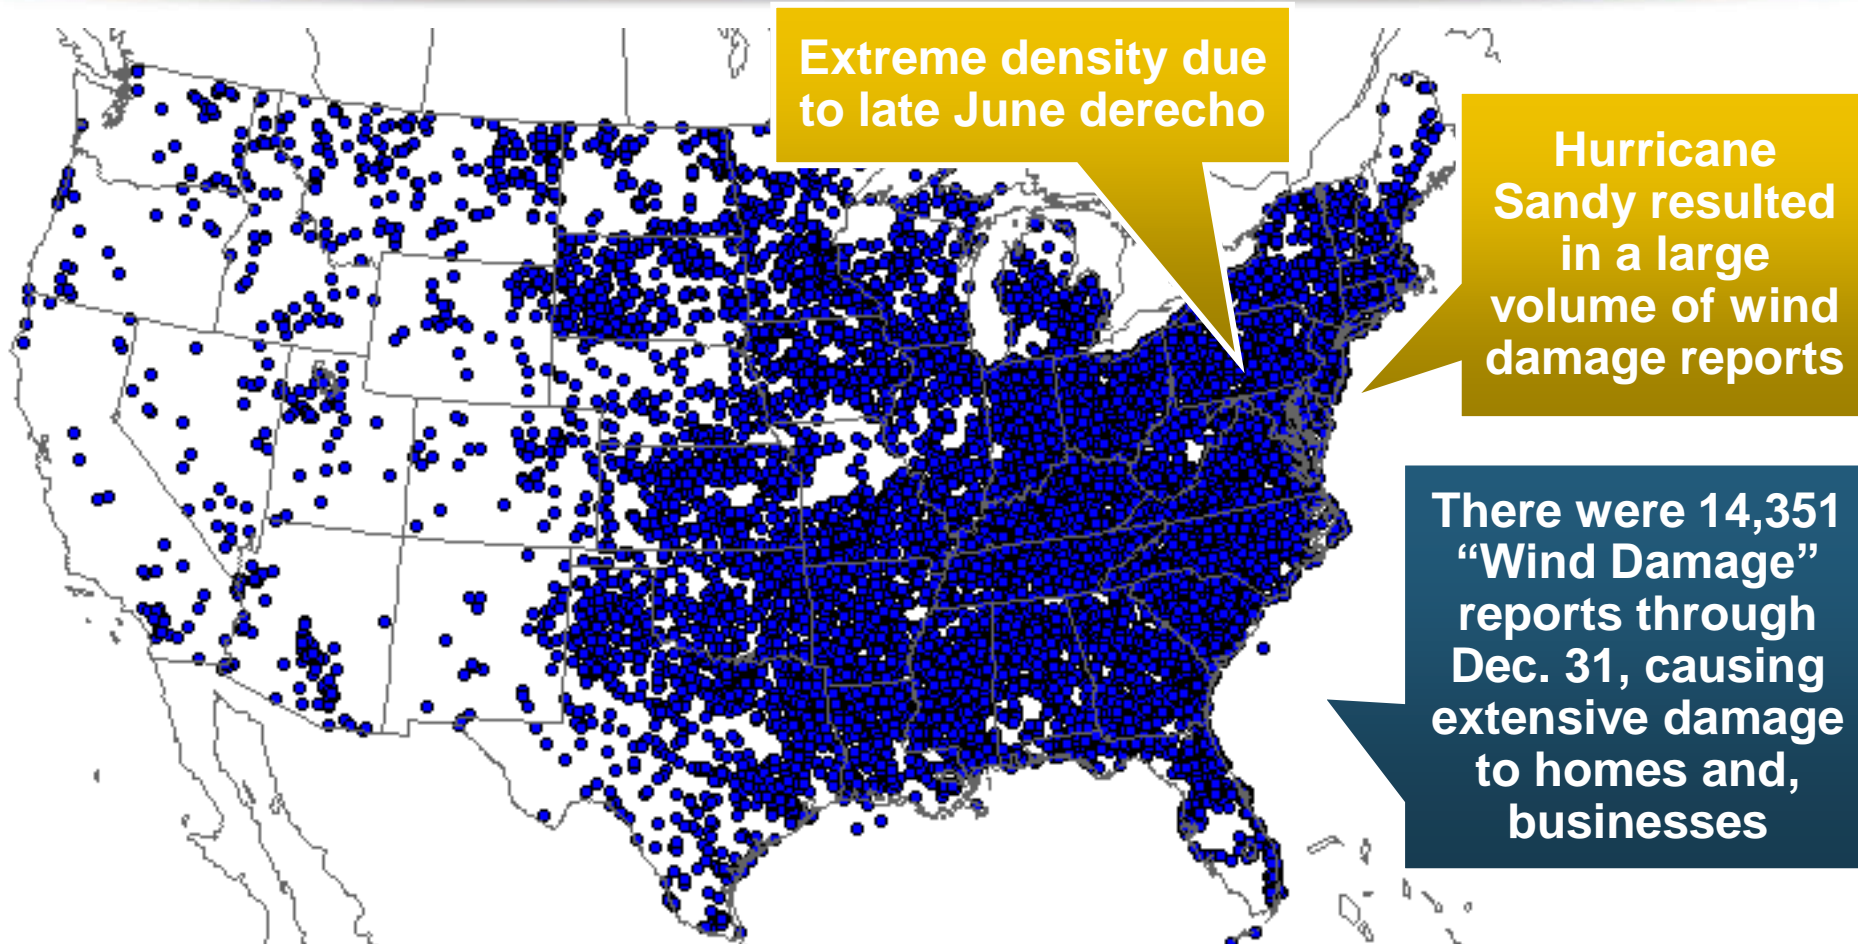 Extreme density due
to late June derecho
Hurricane
Sandy resulted
in a large
volume of wind
damage reports
There were 14,351
“Wind Damage”
reports through
Dec. 31, causing
extensive damage
to homes and,
businesses